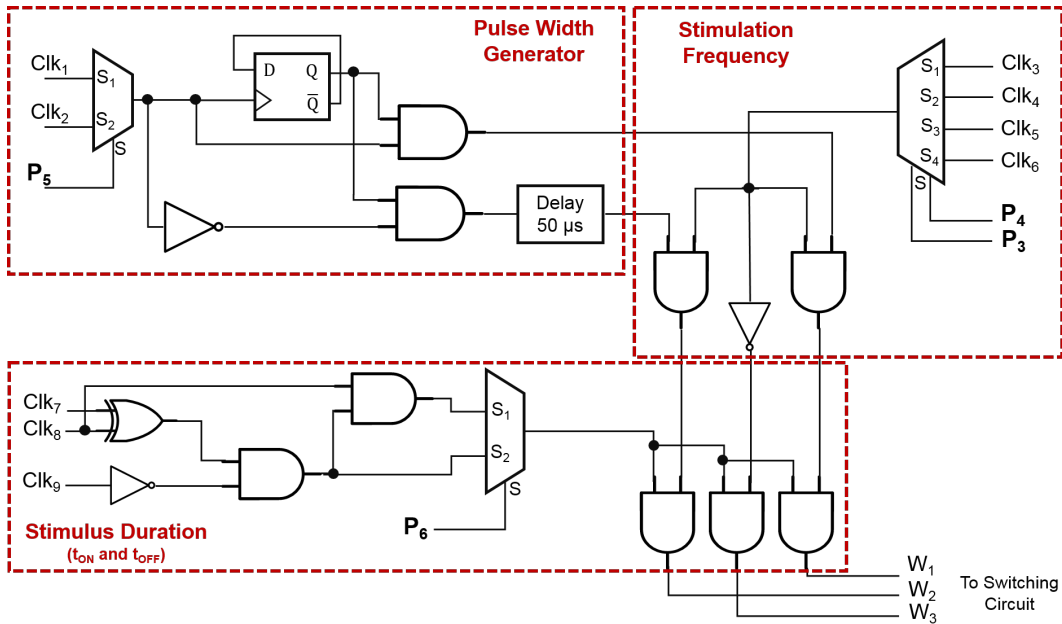 Pulse Width
Generator
Stimulation
Frequency
Clk₁
Clk₂
S₁
S₂
S
P₅
D
Q
Q̅
Delay
50 µs
S₁
S₂
S₃
S₄
S
Clk₃
Clk₄
Clk₅
Clk₆
P₄
P₃
Clk₇
Clk₈
Clk₉
S₁
S₂
S
P₆
Stimulus Duration
(tON and tOFF)
W₁
W₂
W₃
To Switching
Circuit